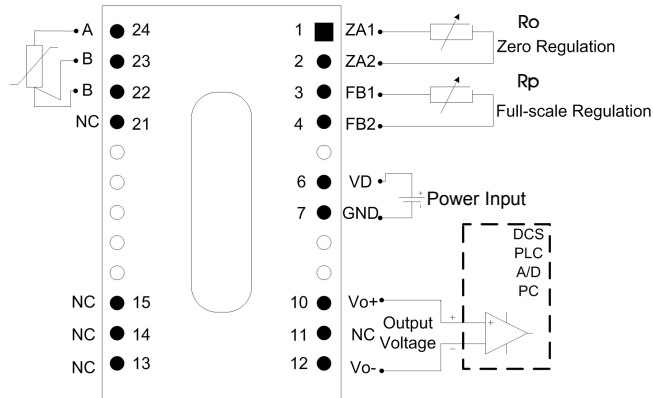 A 24 1 ZA1 Ro
Zero Regulation
B 23 2 ZA2
B 22 3 FB1 Rp
Full-scale Regulation
NC 21 4 FB2
6 VD + Power Input
7 GND
DCS
PLC
A/D
PC
NC 15 10 Vo+
+ +
NC 14 11 NC Output
Voltage
− −
NC 13 12 Vo-